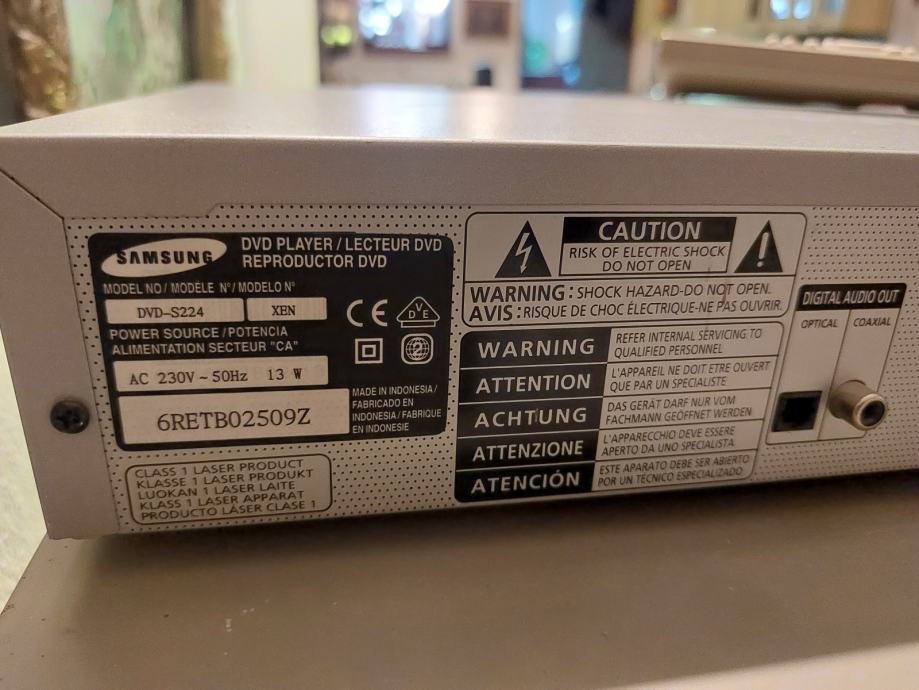 SAMSUNG
DVD PLAYER / LECTEUR DVD
REPRODUCTOR DVD
MODEL NO/ MODÈLE N°/ MODELO N°
DVD-S224 XEN
POWER SOURCE / POTENCIA
ALIMENTATION SECTEUR "CA"
AC 230V ~ 50Hz 13 W
6RETB02509Z
CE
D V E
2
MADE IN INDONESIA /
FABRICADO EN
INDONESIA / FABRIQUE
EN INDONESIE
CLASS 1 LASER PRODUCT
KLASSE 1 LASER PRODUKT
LUOKAN 1 LASER LAITE
KLASS 1 LASER APPARAT
PRODUCTO LÁSER CLASE 1
CAUTION
RISK OF ELECTRIC SHOCK
DO NOT OPEN
!
WARNING : SHOCK HAZARD-DO NOT OPEN.
AVIS : RISQUE DE CHOC ÉLECTRIQUE-NE PAS OUVRIR.
WARNING
REFER INTERNAL SERVICING TO
QUALIFIED PERSONNEL
ATTENTION
L'APPAREIL NE DOIT ETRE OUVERT
QUE PAR UN SPECIALISTE
ACHTUNG
DAS GERÄT DARF NUR VOM
FACHMANN GEÖFFNET WERDEN
ATTENZIONE
L'APPARECCHIO DEVE ESSERE
APERTO DA UNO SPECIALISTA.
ATENCIÓN
ESTE APARATO DEBE SER ABIERTO
POR UN TÉCNICO ESPECIALIZADO
DIGITAL AUDIO OUT
OPTICAL COAXIAL